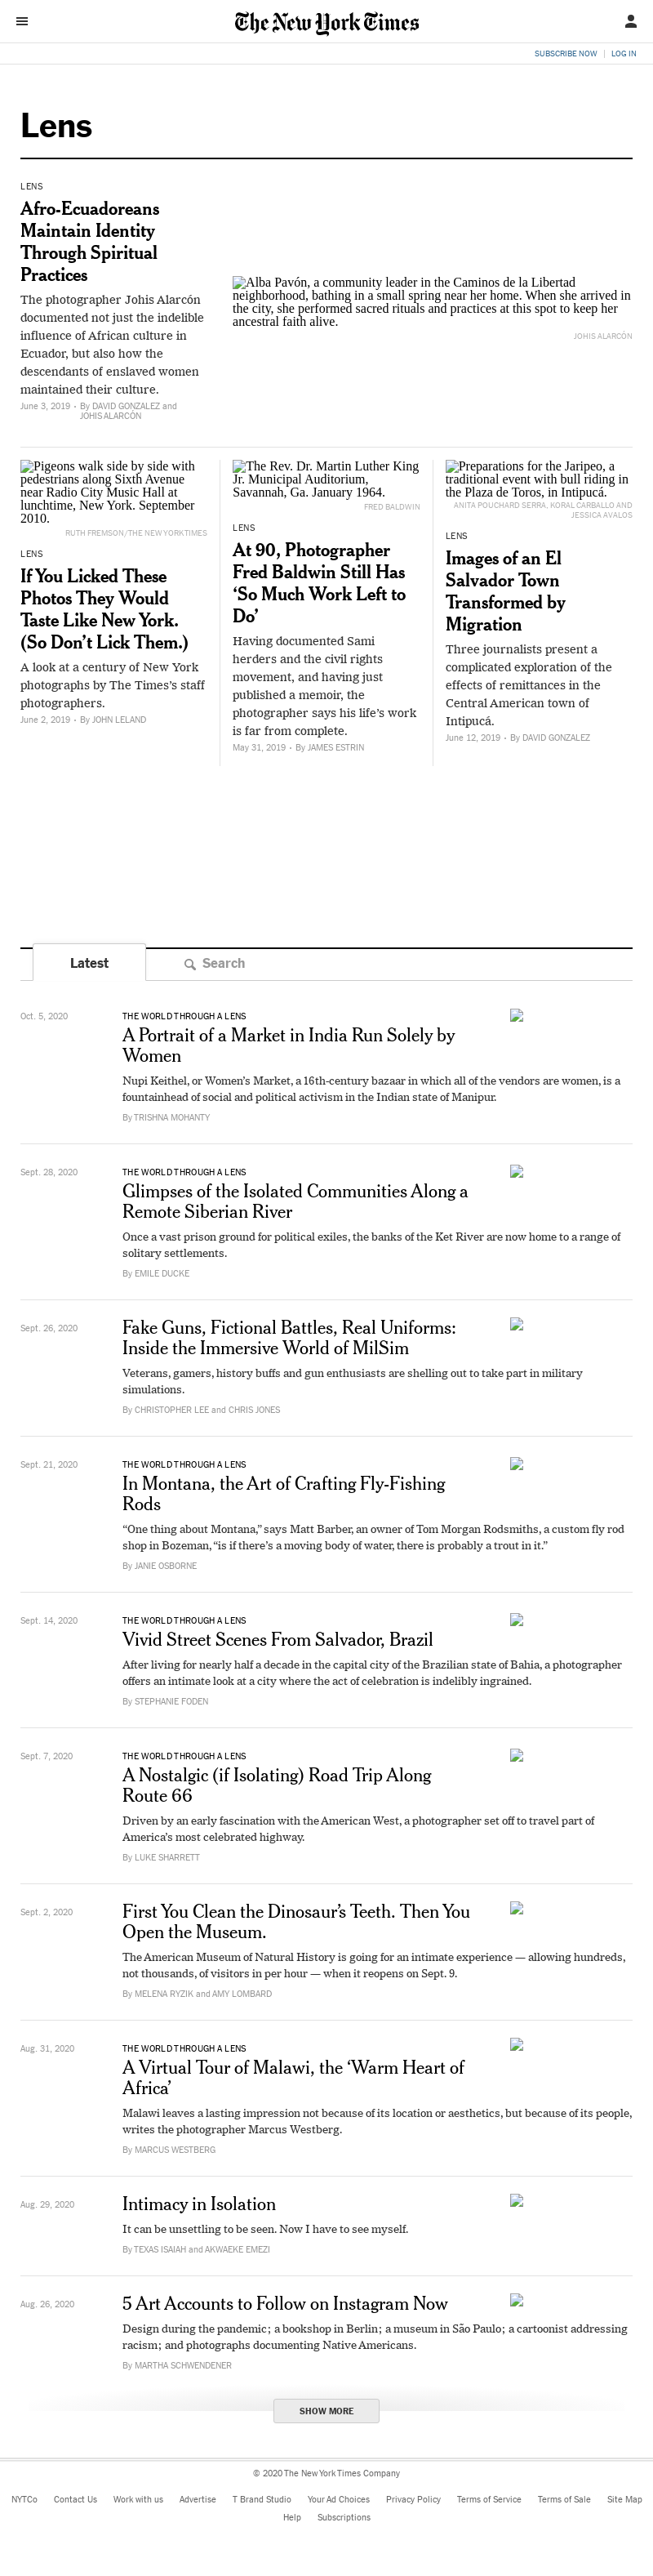 The New York Times
SUBSCRIBE NOW | LOG IN
Lens
LENS
Afro-Ecuadoreans
Maintain Identity
Through Spiritual
Practices
The photographer Johis Alarcón
documented not just the indelible
influence of African culture in
Ecuador, but also how the
descendants of enslaved women
maintained their culture.
June 3, 2019 • By DAVID GONZALEZ and
JOHIS ALARCÓN
Alba Pavón, a community leader in the Caminos de la Libertad
neighborhood, bathing in a small spring near her home. When she arrived in
the city, she performed sacred rituals and practices at this spot to keep her
ancestral faith alive.
JOHIS ALARCÓN
Pigeons walk side by side with
pedestrians along Sixth Avenue
near Radio City Music Hall at
lunchtime, New York. September
2010.
RUTH FREMSON/THE NEW YORK TIMES
LENS
If You Licked These
Photos They Would
Taste Like New York.
(So Don’t Lick Them.)
A look at a century of New York
photographs by The Times’s staff
photographers.
June 2, 2019 • By JOHN LELAND
The Rev. Dr. Martin Luther King
Jr. Municipal Auditorium,
Savannah, Ga. January 1964.
FRED BALDWIN
LENS
At 90, Photographer
Fred Baldwin Still Has
‘So Much Work Left to
Do’
Having documented Sami
herders and the civil rights
movement, and having just
published a memoir, the
photographer says his life’s work
is far from complete.
May 31, 2019 • By JAMES ESTRIN
Preparations for the Jaripeo, a
traditional event with bull riding in
the Plaza de Toros, in Intipucá.
ANITA POUCHARD SERRA, KORAL CARBALLO AND
JESSICA AVALOS
LENS
Images of an El
Salvador Town
Transformed by
Migration
Three journalists present a
complicated exploration of the
effects of remittances in the
Central American town of
Intipucá.
June 12, 2019 • By DAVID GONZALEZ
Latest
Search
Oct. 5, 2020
THE WORLD THROUGH A LENS
A Portrait of a Market in India Run Solely by
Women
Nupi Keithel, or Women’s Market, a 16th-century bazaar in which all of the vendors are women, is a
fountainhead of social and political activism in the Indian state of Manipur.
By TRISHNA MOHANTY
Sept. 28, 2020
THE WORLD THROUGH A LENS
Glimpses of the Isolated Communities Along a
Remote Siberian River
Once a vast prison ground for political exiles, the banks of the Ket River are now home to a range of
solitary settlements.
By EMILE DUCKE
Sept. 26, 2020
Fake Guns, Fictional Battles, Real Uniforms:
Inside the Immersive World of MilSim
Veterans, gamers, history buffs and gun enthusiasts are shelling out to take part in military
simulations.
By CHRISTOPHER LEE and CHRIS JONES
Sept. 21, 2020
THE WORLD THROUGH A LENS
In Montana, the Art of Crafting Fly-Fishing
Rods
“One thing about Montana,” says Matt Barber, an owner of Tom Morgan Rodsmiths, a custom fly rod
shop in Bozeman, “is if there’s a moving body of water, there is probably a trout in it.”
By JANIE OSBORNE
Sept. 14, 2020
THE WORLD THROUGH A LENS
Vivid Street Scenes From Salvador, Brazil
After living for nearly half a decade in the capital city of the Brazilian state of Bahia, a photographer
offers an intimate look at a city where the act of celebration is indelibly ingrained.
By STEPHANIE FODEN
Sept. 7, 2020
THE WORLD THROUGH A LENS
A Nostalgic (if Isolating) Road Trip Along
Route 66
Driven by an early fascination with the American West, a photographer set off to travel part of
America’s most celebrated highway.
By LUKE SHARRETT
Sept. 2, 2020
First You Clean the Dinosaur’s Teeth. Then You
Open the Museum.
The American Museum of Natural History is going for an intimate experience — allowing hundreds,
not thousands, of visitors in per hour — when it reopens on Sept. 9.
By MELENA RYZIK and AMY LOMBARD
Aug. 31, 2020
THE WORLD THROUGH A LENS
A Virtual Tour of Malawi, the ‘Warm Heart of
Africa’
Malawi leaves a lasting impression not because of its location or aesthetics, but because of its people,
writes the photographer Marcus Westberg.
By MARCUS WESTBERG
Aug. 29, 2020
Intimacy in Isolation
It can be unsettling to be seen. Now I have to see myself.
By TEXAS ISAIAH and AKWAEKE EMEZI
Aug. 26, 2020
5 Art Accounts to Follow on Instagram Now
Design during the pandemic; a bookshop in Berlin; a museum in São Paulo; a cartoonist addressing
racism; and photographs documenting Native Americans.
By MARTHA SCHWENDENER
SHOW MORE
© 2020 The New York Times Company
NYTCo Contact Us Work with us Advertise T Brand Studio Your Ad Choices Privacy Policy Terms of Service Terms of Sale Site Map
Help Subscriptions